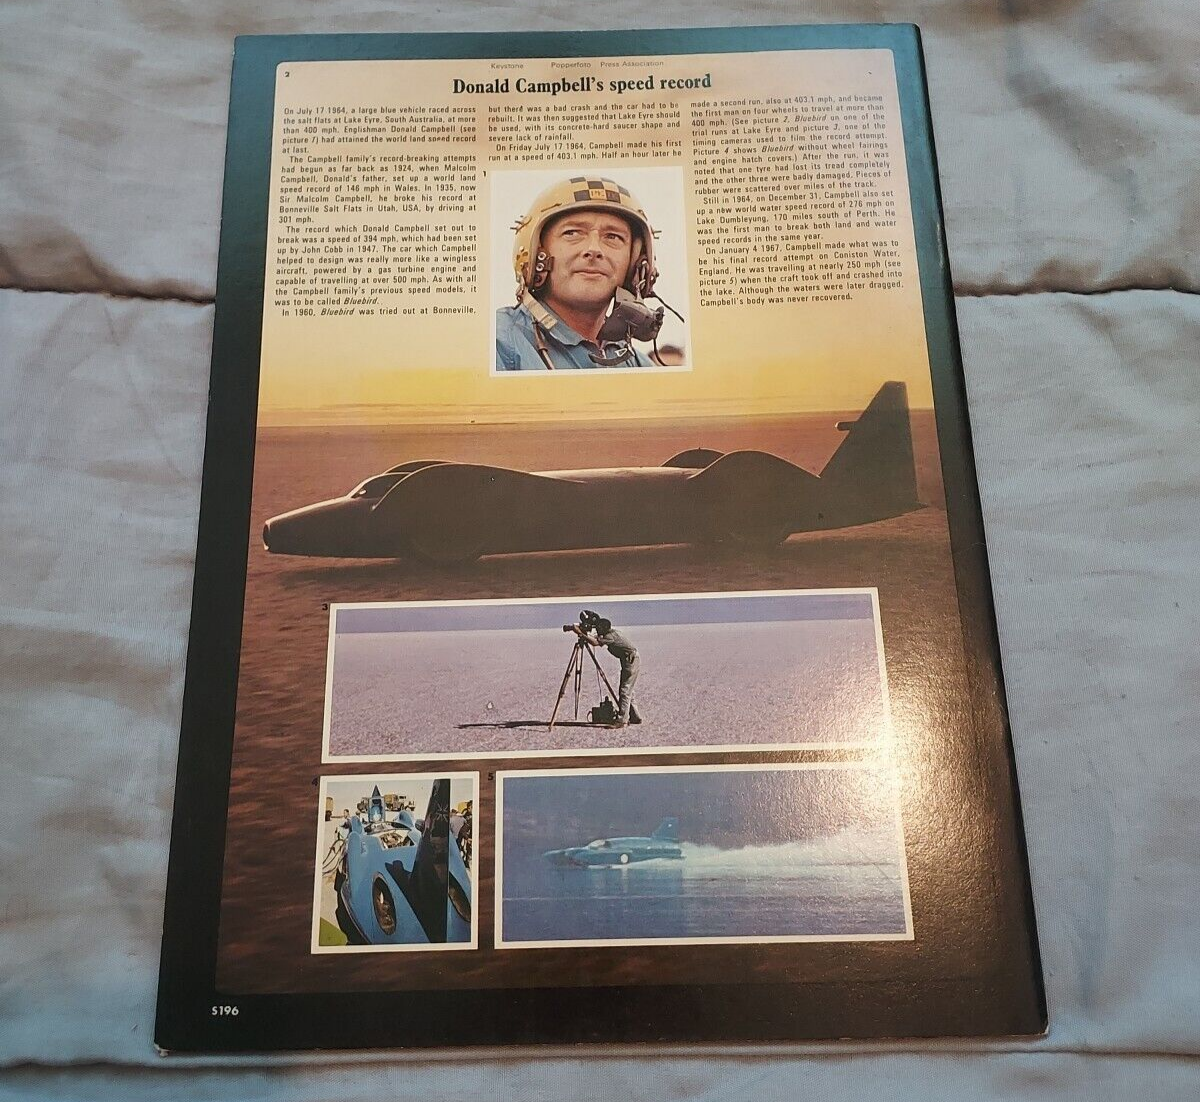 2
Keystone Popperfoto Press Association
Donald Campbell's speed record
On July 17 1964, a large blue vehicle raced across
the salt flats at Lake Eyre, South Australia, at more
than 400 mph. Englishman Donald Campbell (see
picture 1) had attained the world land speed record
at last.
The Campbell family's record-breaking attempts
had begun as far back as 1924, when Malcolm
Campbell, Donald's father, set up a world land
speed record of 146 mph in Wales. In 1935, now
Sir Malcolm Campbell, he broke his record at
Bonneville Salt Flats in Utah, USA, by driving at
301 mph.
The record which Donald Campbell set out to
break was a speed of 394 mph, which had been set
up by John Cobb in 1947. The car which Campbell
helped to design was really more like a wingless
aircraft, powered by a gas turbine engine and
capable of travelling at over 500 mph. As with all
the Campbell family's previous speed models, it
was to be called Bluebird.
In 1960, Bluebird was tried out at Bonneville,
but there was a bad crash and the car had to be
rebuilt. It was then suggested that Lake Eyre should
be used, with its concrete-hard saucer shape and
severe lack of rainfall.
On Friday July 17 1964, Campbell made his first
run at a speed of 403.1 mph. Half an hour later he
made a second run, also at 403.1 mph, and became
the first man on four wheels to travel at more than
400 mph. (See picture 2, Bluebird on one of the
trial runs at Lake Eyre and picture 3, one of the
timing cameras used to film the record attempt.
Picture 4 shows Bluebird without wheel fairings
and engine hatch covers.) After the run, it was
noted that one tyre had lost its tread completely
and the other three were badly damaged. Pieces of
rubber were scattered over miles of the track.
Still in 1964, on December 31, Campbell also set
up a new world water speed record of 276 mph on
Lake Dumbleyung, 170 miles south of Perth. He
was the first man to break both land and water
speed records in the same year.
On January 4 1967, Campbell made what was to
be his final record attempt on Coniston Water,
England. He was travelling at nearly 250 mph (see
picture 5) when the craft took off and crashed into
the lake. Although the waters were later dragged,
Campbell's body was never recovered.
1
3
4
5
5196